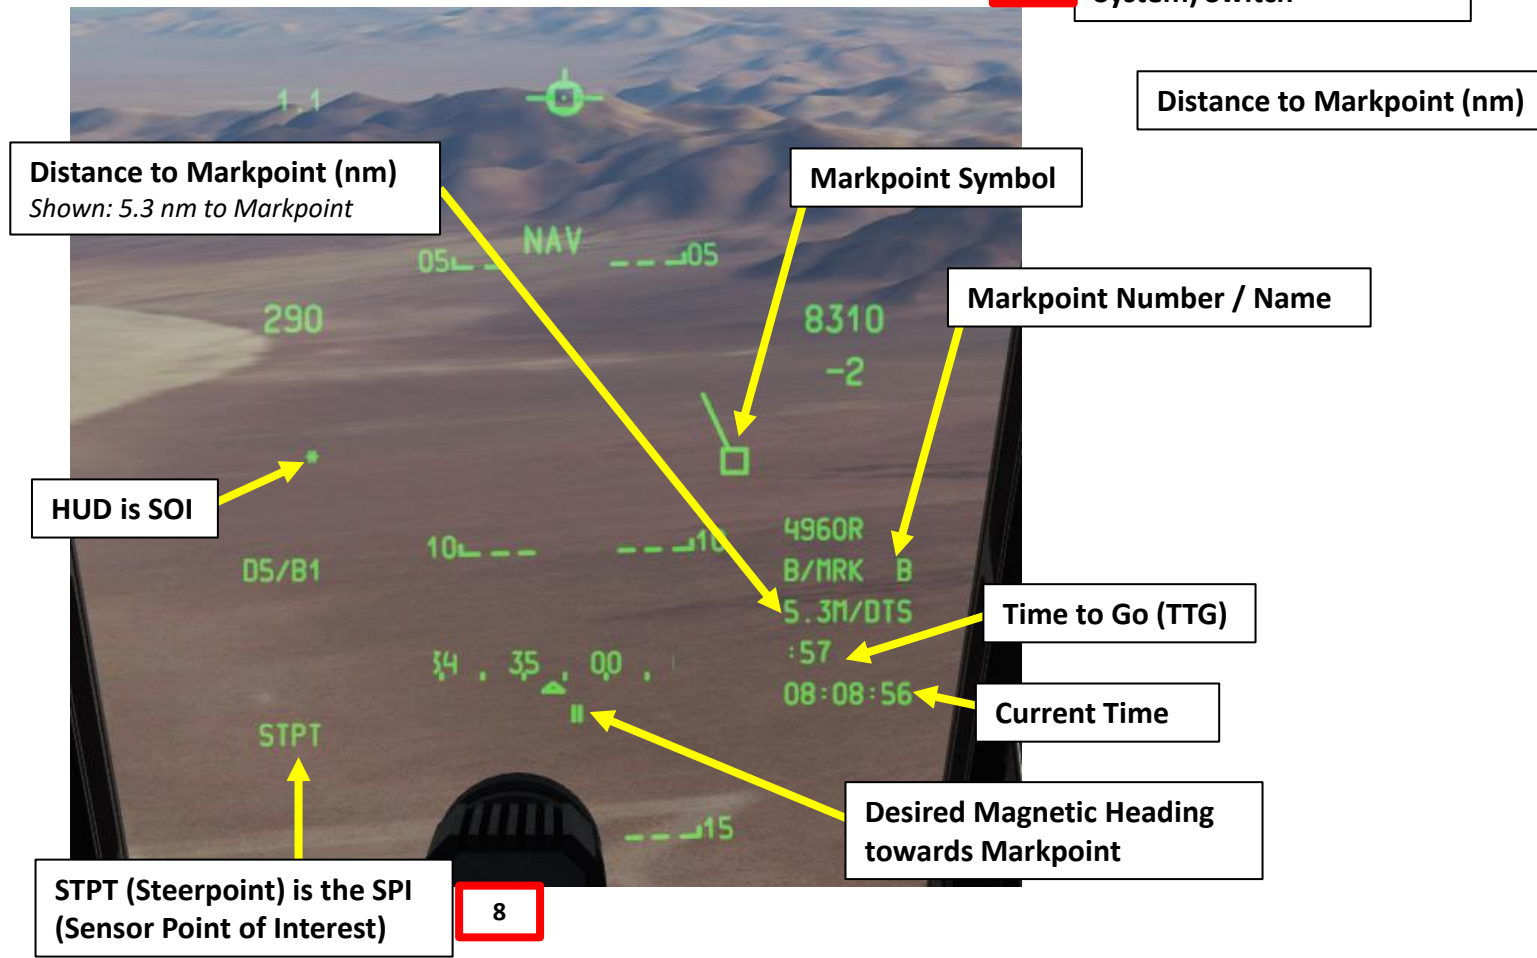 System) Switch
1.1
Distance to Markpoint (nm)
Distance to Markpoint (nm)
Shown: 5.3 nm to Markpoint
Markpoint Symbol
NAV
05 05
Markpoint Number / Name
290
8310
-2
HUD is SOI
4960R
10 10
D5/B1
B/MRK B
5.3M/DTS
Time to Go (TTG)
:57
34 . 35 . 00 .
08:08:56
Current Time
STPT
Desired Magnetic Heading
towards Markpoint
15
STPT (Steerpoint) is the SPI
(Sensor Point of Interest)
8